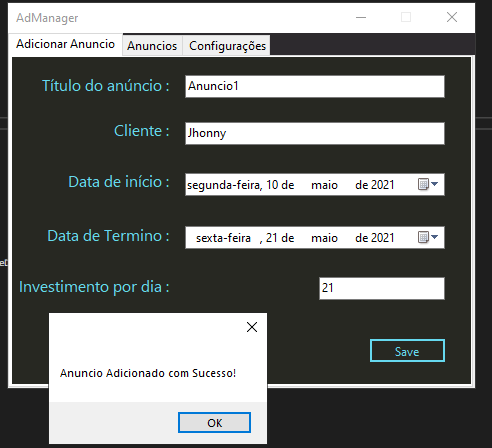 AdManager
Adicionar Anuncio Anuncios Configurações
Título do anúncio : Anuncio1
Cliente : Jhonny
Data de início : segunda-feira, 10 de maio de 2021
Data de Termino : sexta-feira , 21 de maio de 2021
Investimento por dia : 21
Save
Anuncio Adicionado com Sucesso!
OK